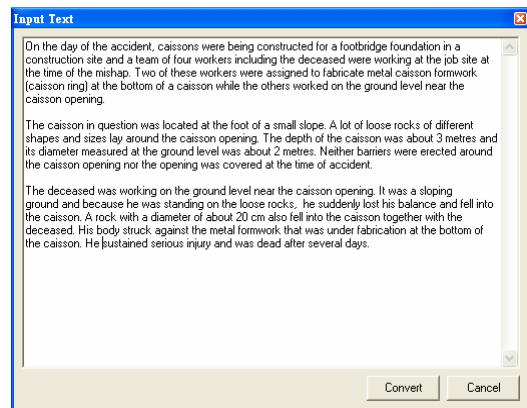 Input Text
On the day of the accident, caissons were being constructed for a footbridge foundation in a
construction site and a team of four workers including the deceased were working at the job site at
the time of the mishap. Two of these workers were assigned to fabricate metal caisson formwork
(caisson ring) at the bottom of a caisson while the others worked on the ground level near the
caisson opening.
The caisson in question was located at the foot of a small slope. A lot of loose rocks of different
shapes and sizes lay around the caisson opening. The depth of the caisson was about 3 metres and
its diameter measured at the ground level was about 2 metres. Neither barriers were erected around
the caisson opening nor the opening was covered at the time of accident.
The deceased was working on the ground level near the caisson opening. It was a sloping
ground and because he was standing on the loose rocks, he suddenly lost his balance and fell into
the caisson. A rock with a diameter of about 20 cm also fell into the caisson together with the
deceased. His body struck against the metal formwork that was under fabrication at the bottom of
the caisson. He sustained serious injury and was dead after several days.
Convert Cancel